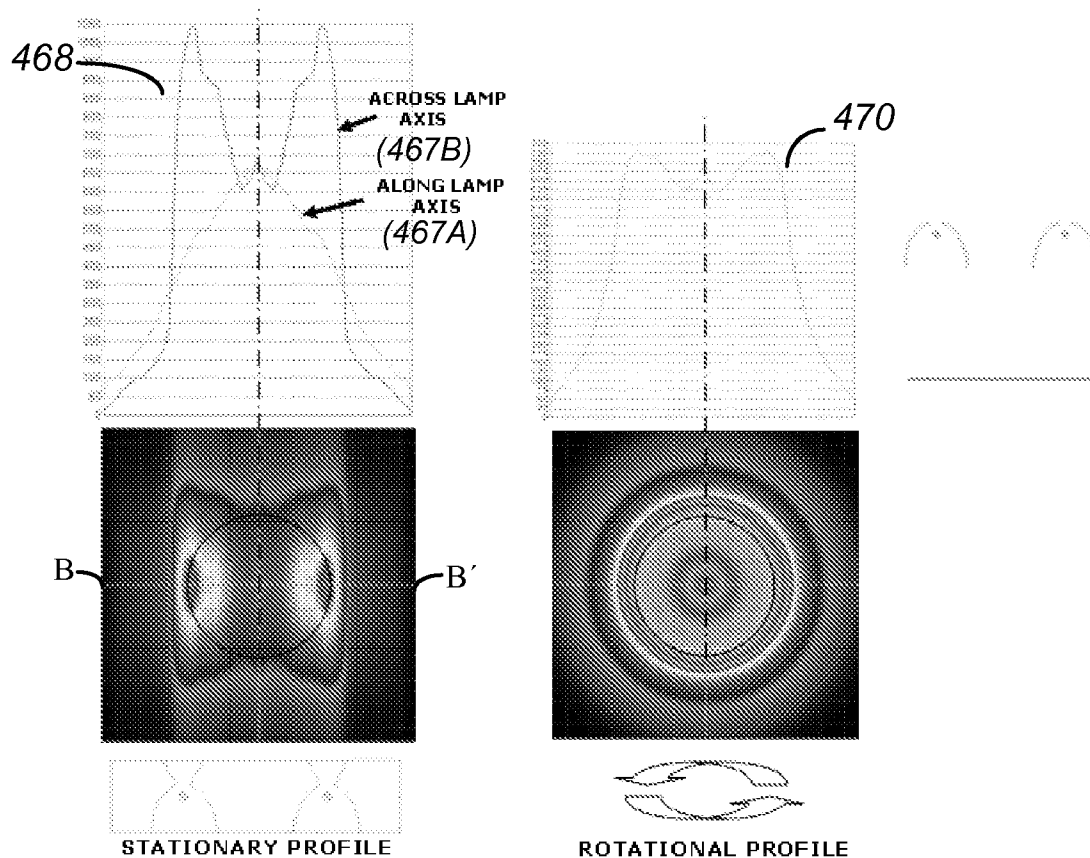 468
ACROSS LAMP
AXIS
(467B)
ALONG LAMP
AXIS
(467A)
470
B
B´
STATIONARY PROFILE
ROTATIONAL PROFILE